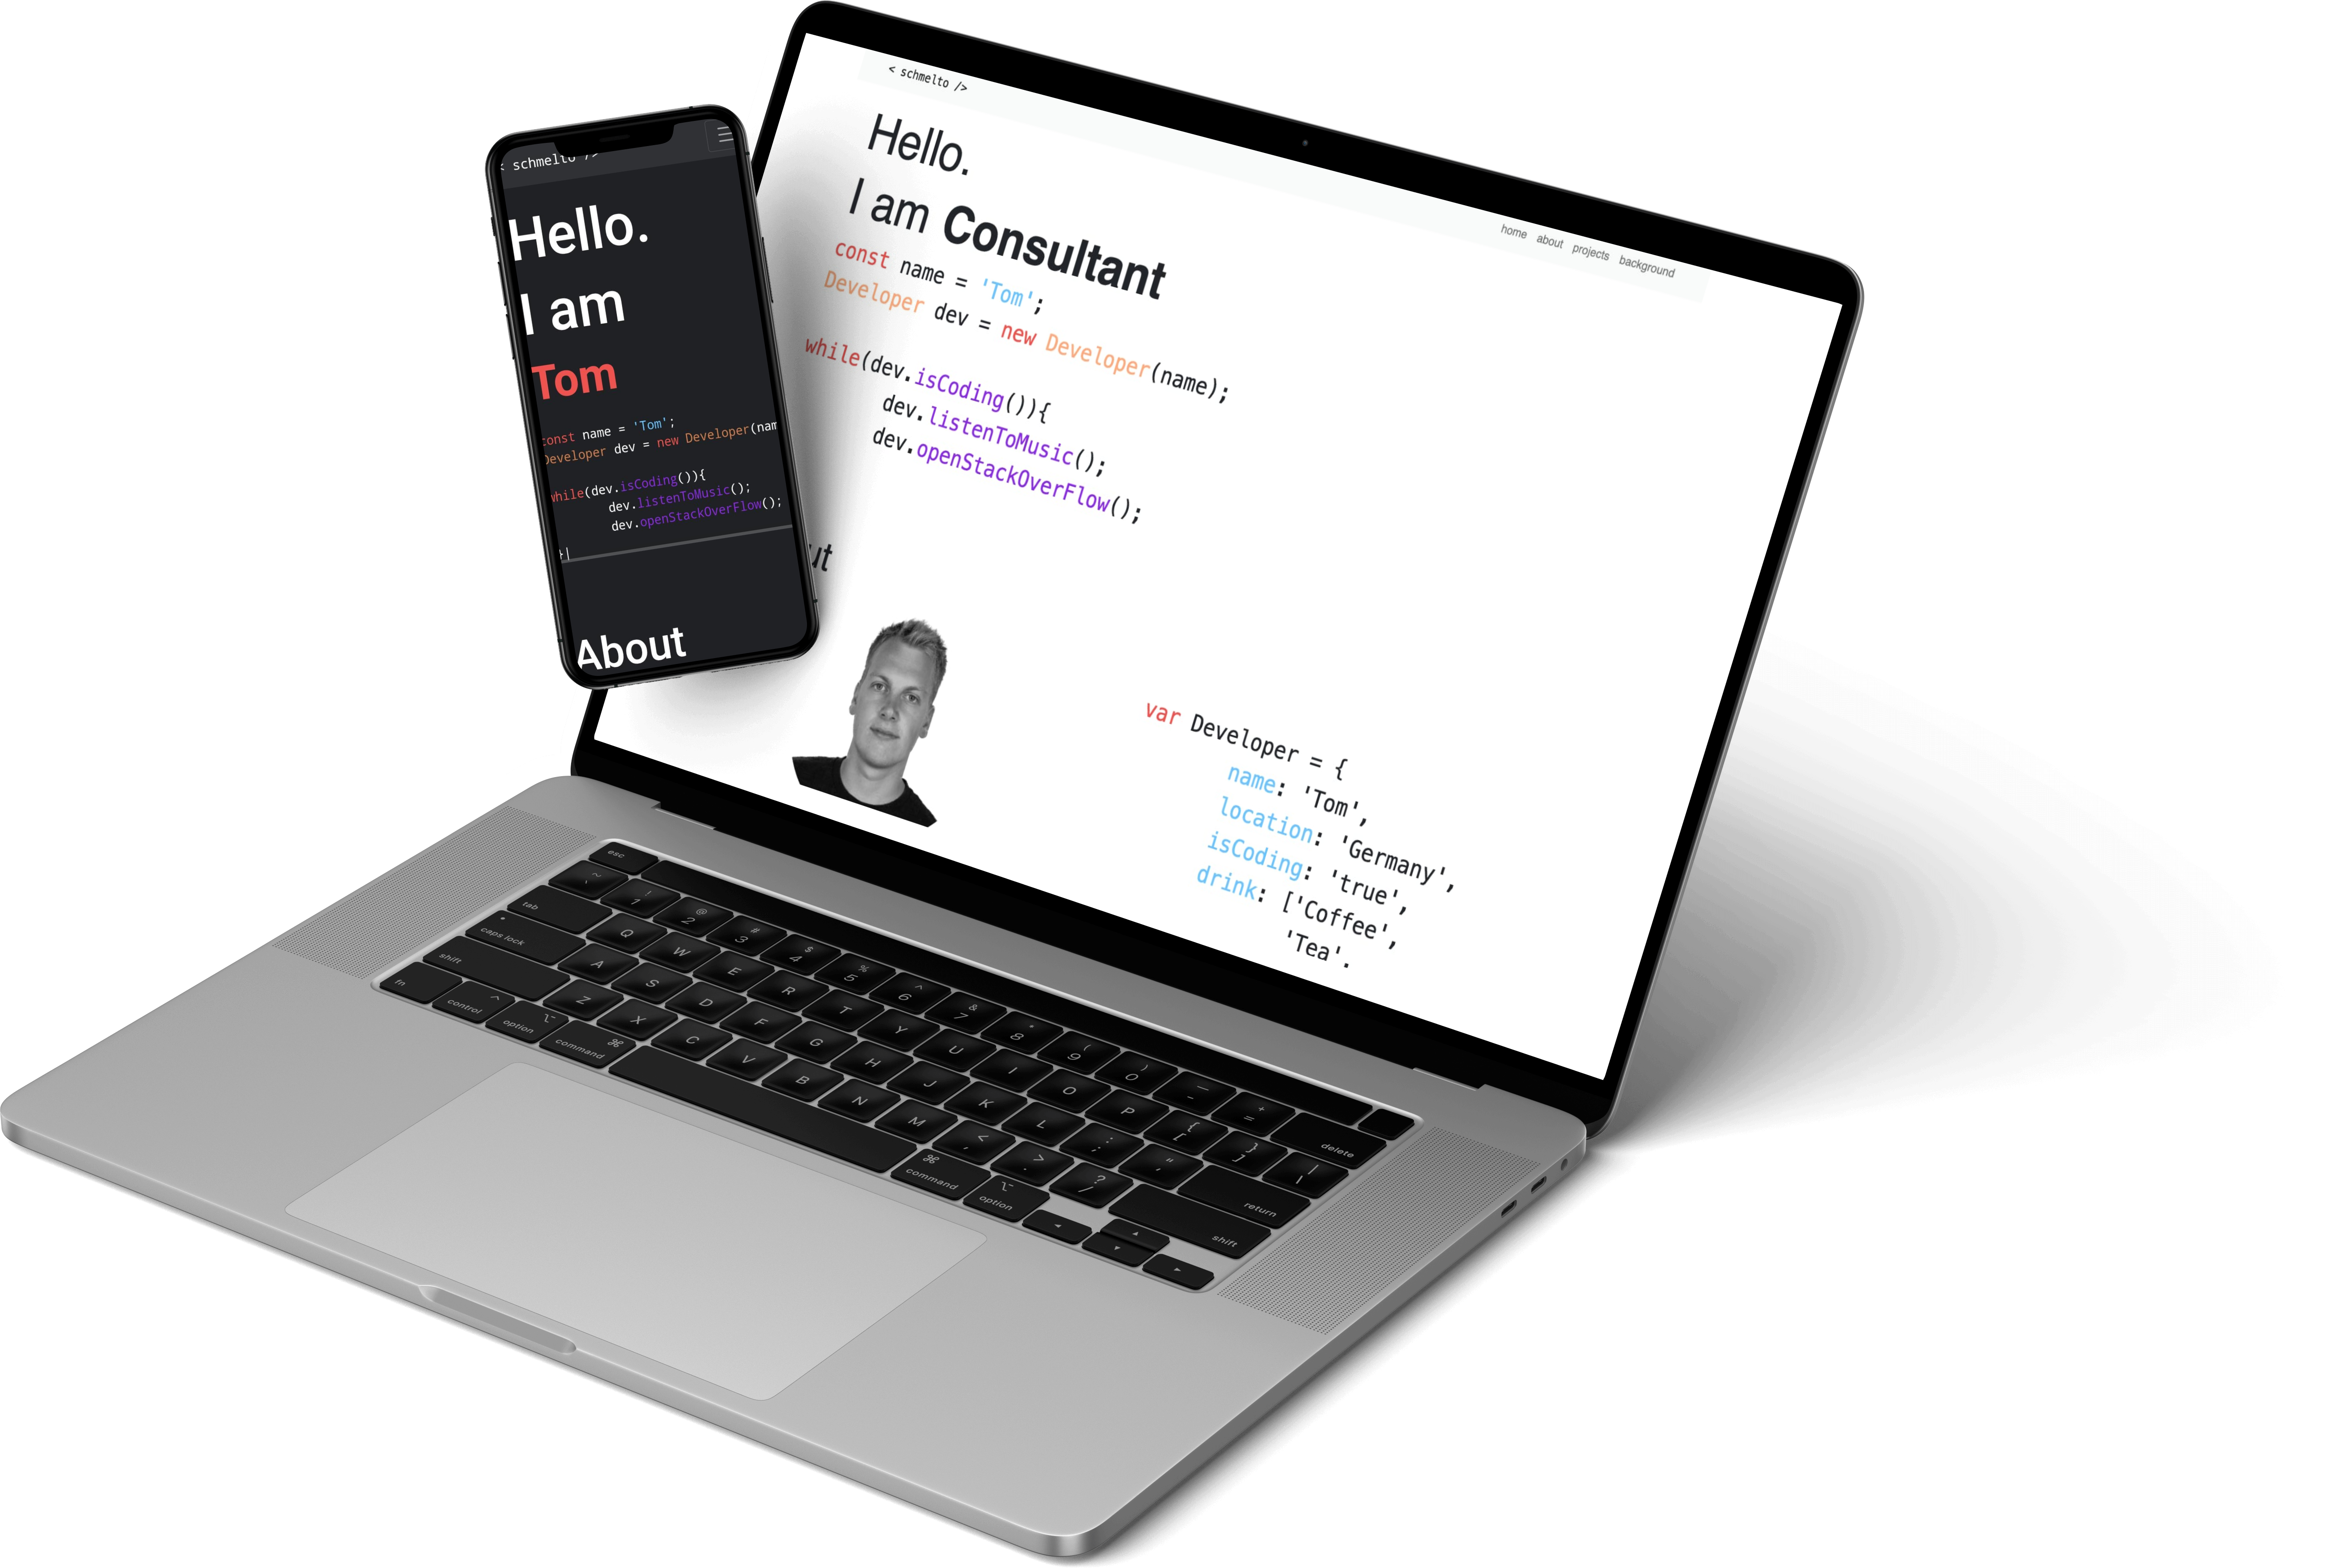 < schmelto />
Hello.
I am
Tom
const name = 'Tom';
Developer dev = new Developer(nam
while(dev.isCoding()){
dev.listenToMusic();
dev.openStackOverFlow();
}|
About
< schmelto />
home about projects background
Hello.
I am Consultant
const name = 'Tom';
Developer dev = new Developer(name);
while(dev.isCoding()){
dev.listenToMusic();
dev.openStackOverFlow();
ut
var Developer = {
name: 'Tom',
location: 'Germany',
isCoding: 'true',
drink: ['Coffee',
'Tea'.
esc
~ ` ! 1 @ 2 # 3 $ 4 % 5 ^ 6 & 7 * 8 ( 9 ) 0 — - + = delete
tab Q W E R T Y U I O P { [ } ] | \
caps lock A S D F G H J K L : ; " ' return
shift Z X C V B N M < , > . ? / shift
fn control option command command option